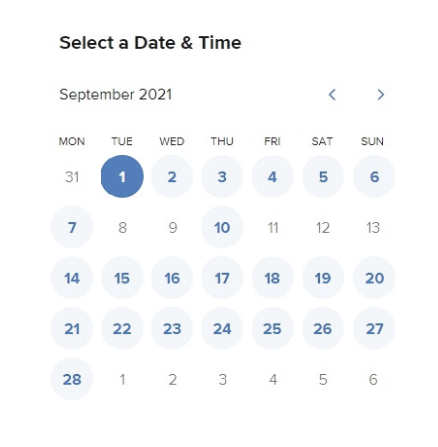 Select a Date & Time
September 2021 < >
MON TUE WED THU FRI SAT SUN
31 1 2 3 4 5 6
7 8 9 10 11 12 13
14 15 16 17 18 19 20
21 22 23 24 25 26 27
28 1 2 3 4 5 6